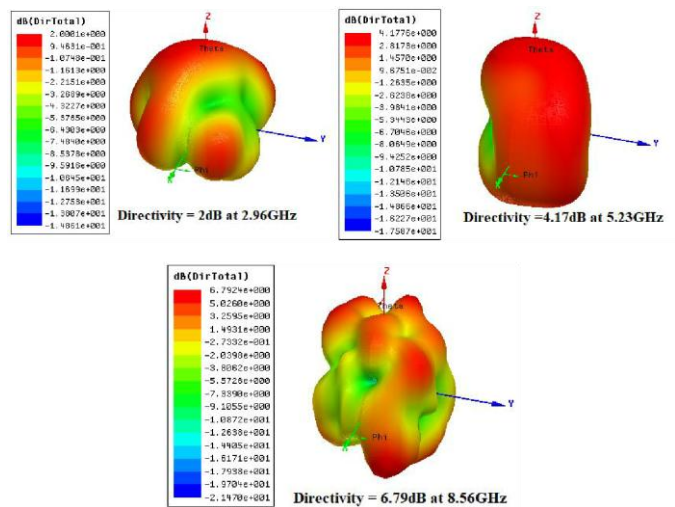 dB(DirTotal)
2.0001e+000
9.4631e-001
-1.0740e-001
-1.1613e+000
-2.2151e+000
-3.2689e+000
-4.3227e+000
-5.3765e+000
-6.4303e+000
-7.4840e+000
-8.5378e+000
-9.5916e+000
-1.0645e+001
-1.1699e+001
-1.2753e+001
-1.3807e+001
-1.4861e+001
Z
Theta
Y
Phi
X
Directivity = 2dB at 2.96GHz
dB(DirTotal)
4.1776e+000
2.8173e+000
1.4570e+000
9.6751e-002
-1.2635e+000
-2.6238e+000
-3.9841e+000
-5.3443e+000
-6.7046e+000
-8.0649e+000
-9.4252e+000
-1.0785e+001
-1.2146e+001
-1.3506e+001
-1.4866e+001
-1.6227e+001
-1.7587e+001
Z
Theta
Y
Phi
X
Directivity =4.17dB at 5.23GHz
dB(DirTotal)
6.7924e+000
5.0260e+000
3.2595e+000
1.4931e+000
-2.7332e-001
-2.0398e+000
-3.8062e+000
-5.5726e+000
-7.3390e+000
-9.1055e+000
-1.0872e+001
-1.2638e+001
-1.4405e+001
-1.6171e+001
-1.7938e+001
-1.9704e+001
-2.1470e+001
Z
Theta
Y
Phi
X
Directivity = 6.79dB at 8.56GHz